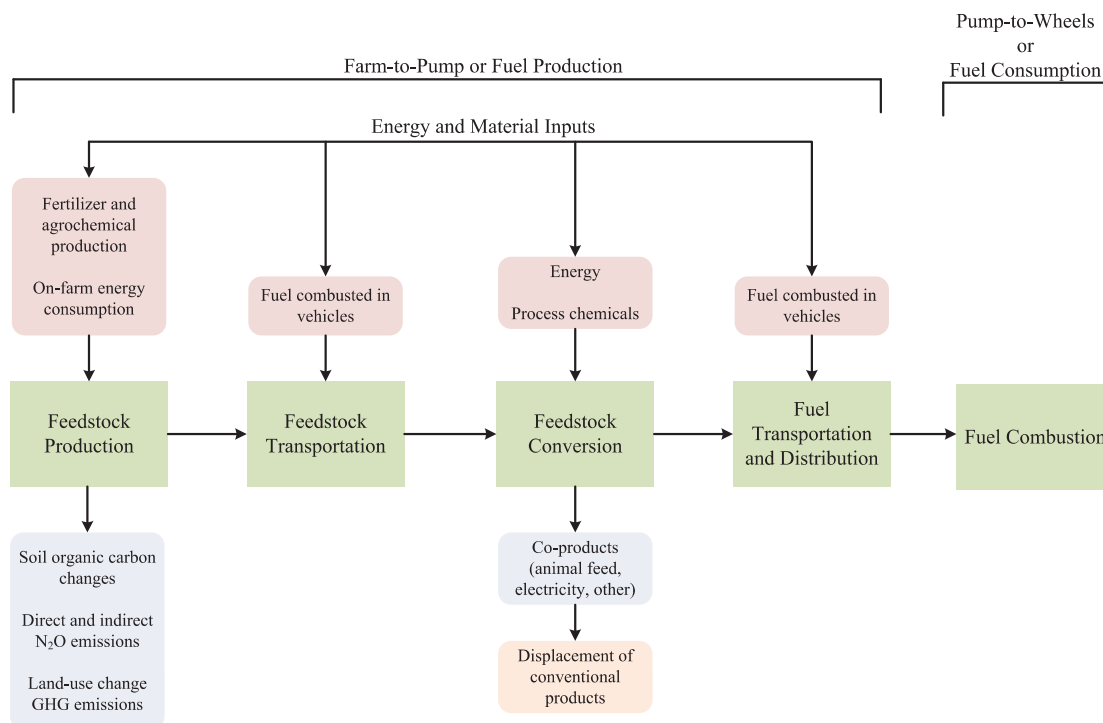 Pump-to-Wheels
or
Fuel Consumption
Farm-to-Pump or Fuel Production
Energy and Material Inputs
Fertilizer and
agrochemical
production
On-farm energy
consumption
Fuel combusted in
vehicles
Energy
Process chemicals
Fuel combusted in
vehicles
Feedstock
Production
Feedstock
Transportation
Feedstock
Conversion
Fuel
Transportation
and Distribution
Fuel Combustion
Soil organic carbon
changes
Direct and indirect
N₂O emissions
Land-use change
GHG emissions
Co-products
(animal feed,
electricity, other)
Displacement of
conventional
products